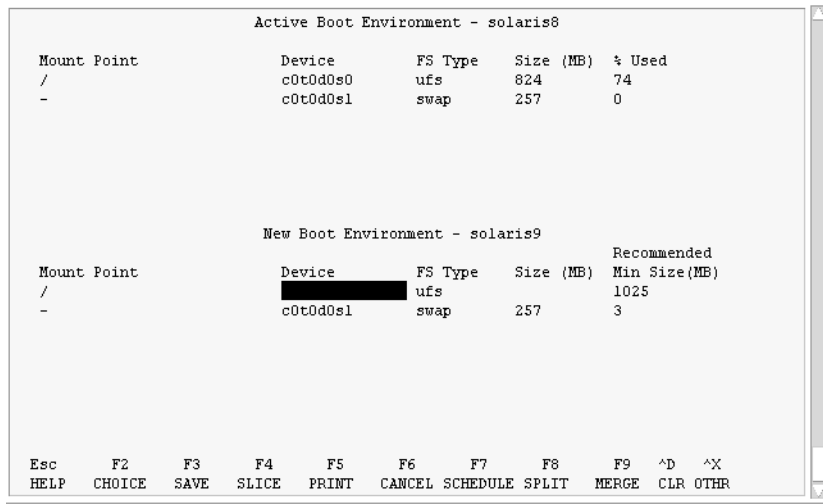 Active Boot Environment - solaris8
Mount Point Device FS Type Size (MB) % Used
/ c0t0d0s0 ufs 824 74
- c0t0d0s1 swap 257 0
New Boot Environment - solaris9
Recommended
Mount Point Device FS Type Size (MB) Min Size(MB)
/ ufs 1025
- c0t0d0s1 swap 257 3
Esc F2 F3 F4 F5 F6 F7 F8 F9 ^D ^X
HELP CHOICE SAVE SLICE PRINT CANCEL SCHEDULE SPLIT MERGE CLR OTHR